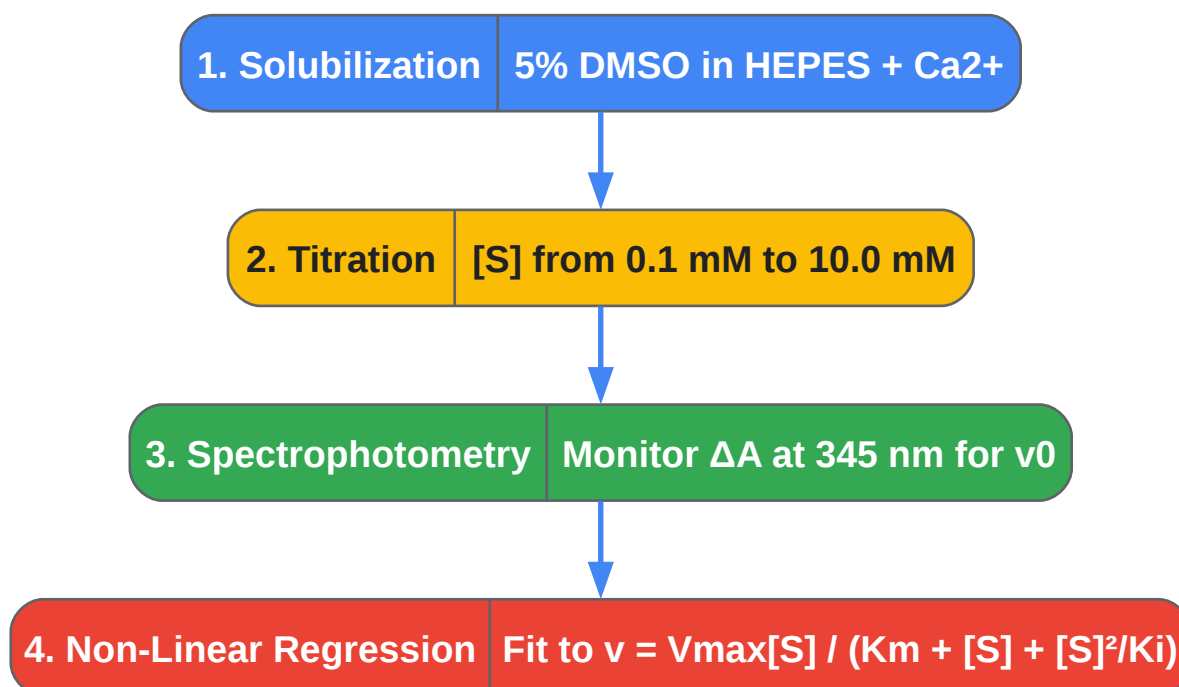 1. Solubilization 5% DMSO in HEPES + Ca2+
2. Titration [S] from 0.1 mM to 10.0 mM
3. Spectrophotometry Monitor ΔA at 345 nm for v0
4. Non-Linear Regression Fit to v = Vmax[S] / (Km + [S] + [S]²/Ki)